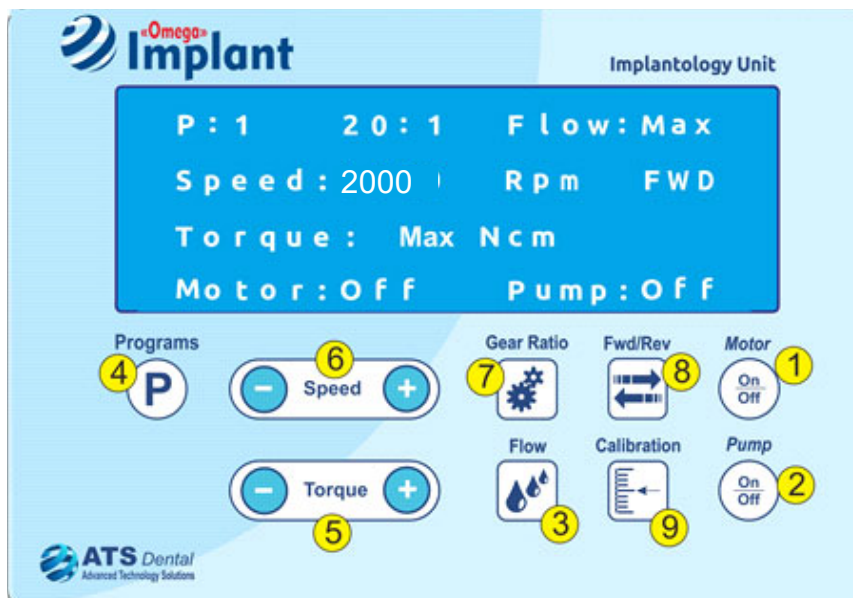 «Omega»
Implant
Implantology Unit
P:1 20:1 Flow:Max
Speed:2000 Rpm FWD
Torque: Max Ncm
Motor:Off Pump:Off
Programs Gear Ratio Fwd/Rev Motor
4 P 6 - Speed + 7 8 On Off 1
Flow Calibration Pump
- Torque + 5 3 9 On Off 2
ATS Dental
Advanced Technology Solutions